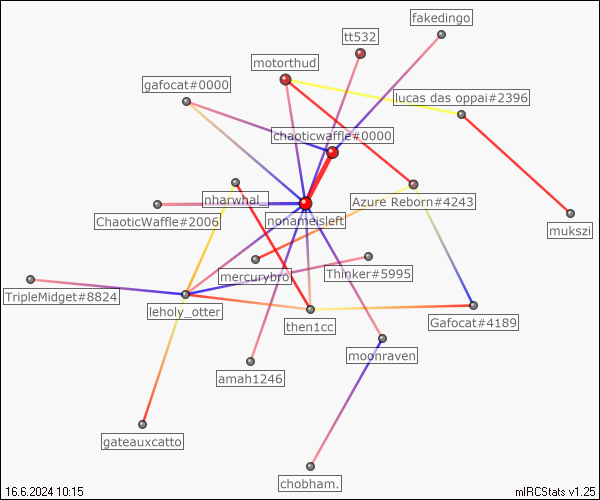 fakedingo
tt532
motorthud
gafocat#0000
lucas das oppai#2396
chaoticwaffle#0000
nharwhal_
Azure Reborn#4243
ChaoticWaffle#2006
nonameisleft
mukszi
mercurybro
Thinker#5995
TripleMidget#8824
leholy_otter
then1cc
Gafocat#4189
moonraven
amah1246
gateauxcatto
chobham.
16.6.2024 10:15
mIRCStats v1.25